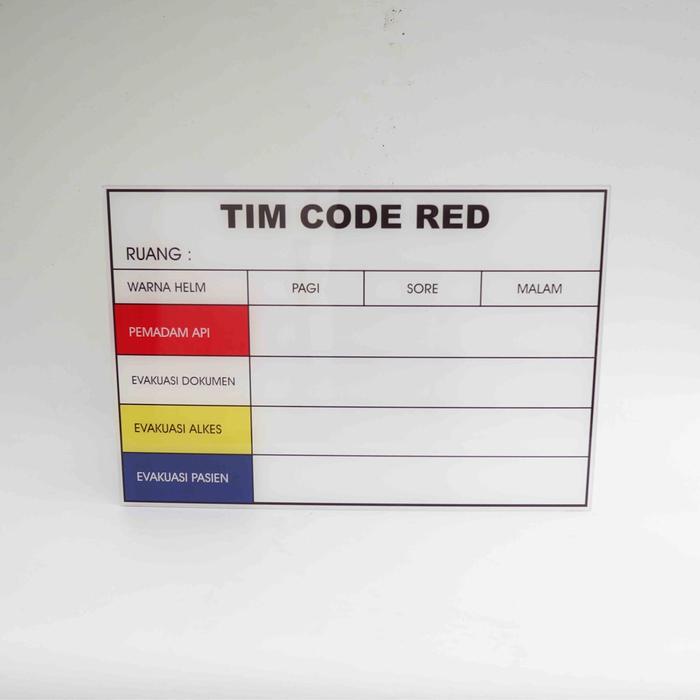 TIM CODE RED
RUANG :
WARNA HELM PAGI SORE MALAM
PEMADAM API
EVAKUASI DOKUMEN
EVAKUASI ALKES
EVAKUASI PASIEN